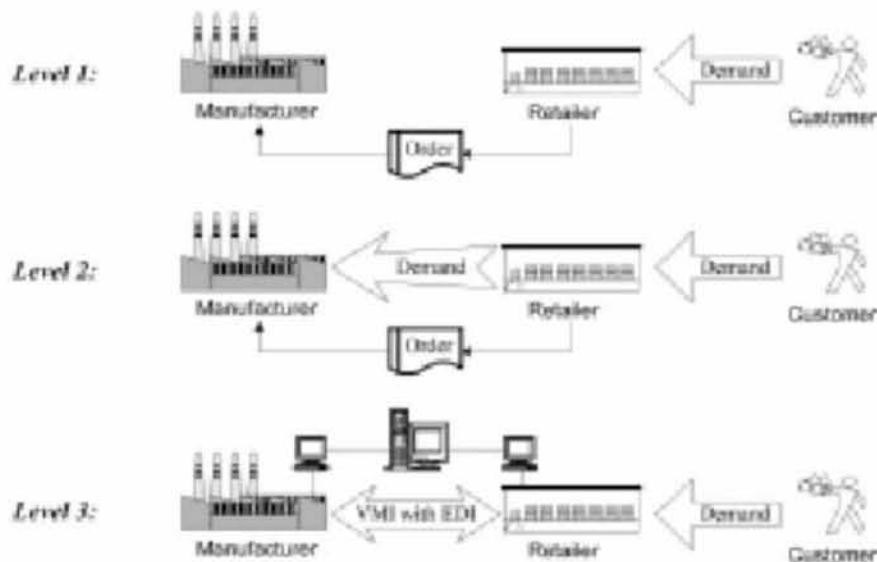 Level 1:
Demand
Manufacturer
Retailer
Customer
Order
Level 2:
Demand
Demand
Manufacturer
Retailer
Customer
Order
Level 3:
VMI with EDI
Demand
Manufacturer
Retailer
Customer